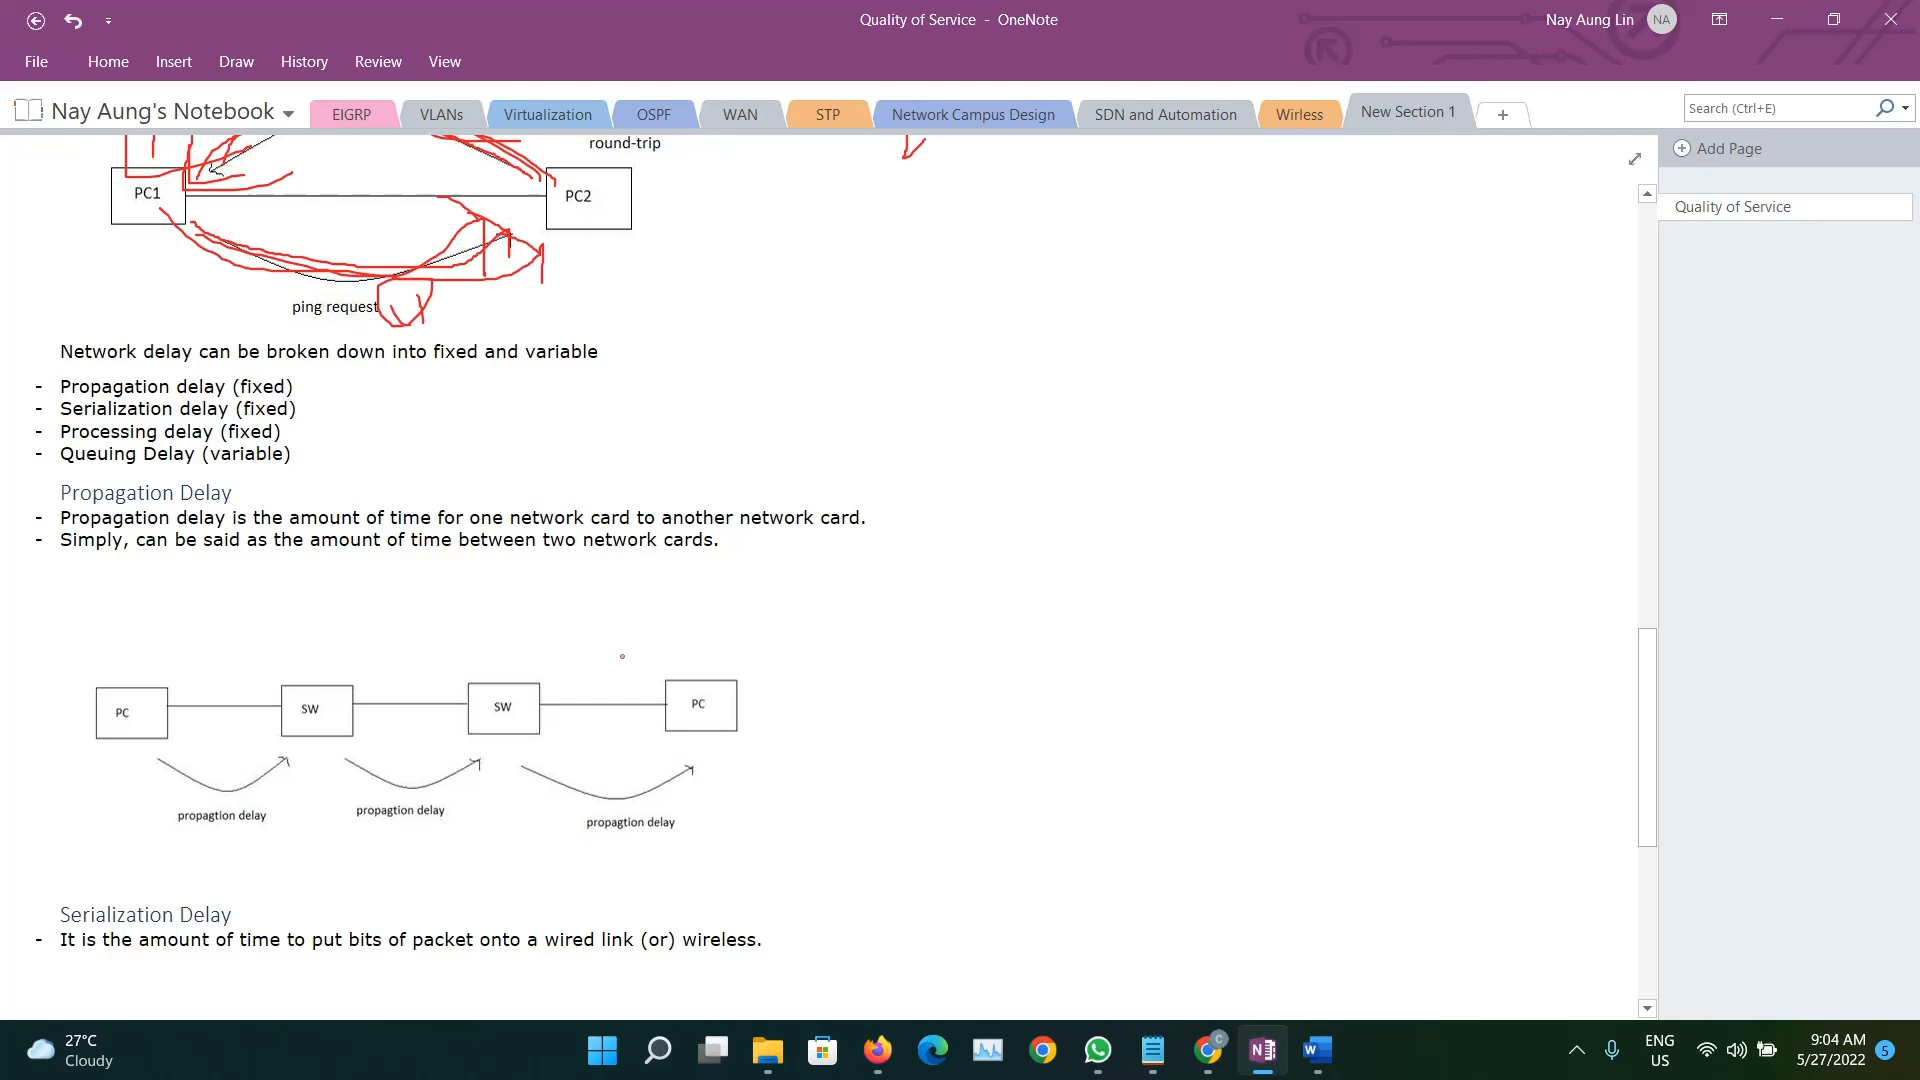 Quality of Service - OneNote
Nay Aung Lin
NA
File Home Insert Draw History Review View
Nay Aung's Notebook
EIGRP
VLANs
Virtualization
OSPF
WAN
STP
Network Campus Design
SDN and Automation
Wirless
New Section 1
Search (Ctrl+E)
Add Page
Quality of Service
round-trip
PC1
PC2
ping request
Network delay can be broken down into fixed and variable
- Propagation delay (fixed)
- Serialization delay (fixed)
- Processing delay (fixed)
- Queuing Delay (variable)
Propagation Delay
- Propagation delay is the amount of time for one network card to another network card.
- Simply, can be said as the amount of time between two network cards.
PC
SW
SW
PC
propagtion delay
propagtion delay
propagtion delay
Serialization Delay
- It is the amount of time to put bits of packet onto a wired link (or) wireless.
27°C
Cloudy
ENG
US
9:04 AM
5/27/2022
5